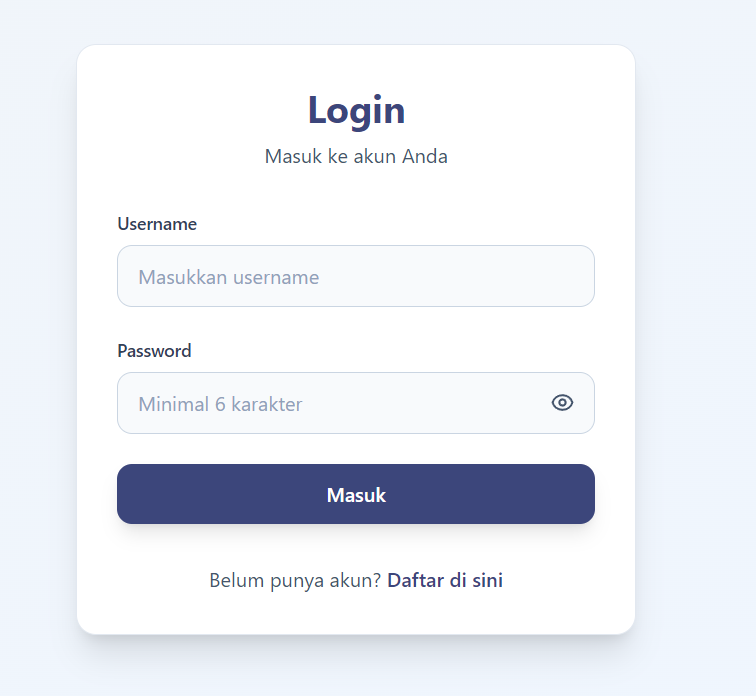 Login
Masuk ke akun Anda
Username
Masukkan username
Password
Minimal 6 karakter
Masuk
Belum punya akun? Daftar di sini